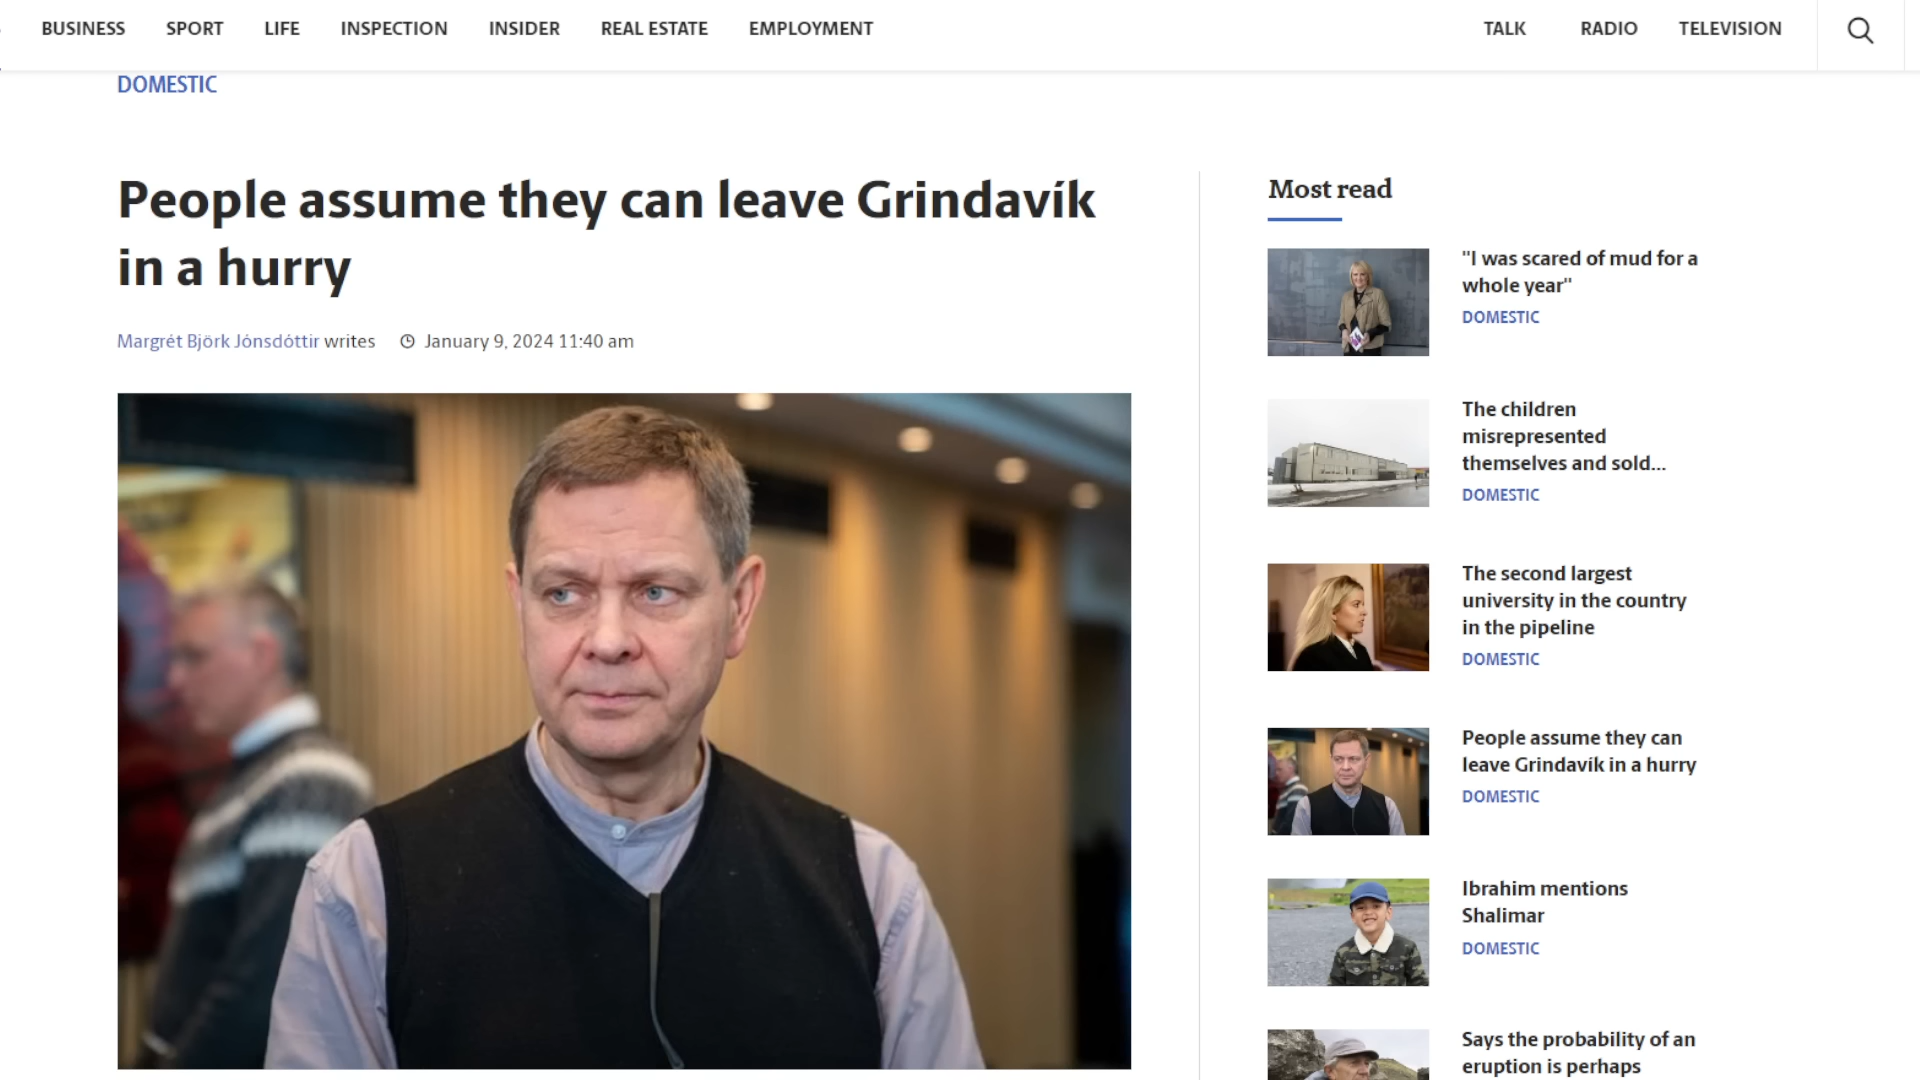 BUSINESS SPORT LIFE INSPECTION INSIDER REAL ESTATE EMPLOYMENT TALK RADIO TELEVISION
DOMESTIC
People assume they can leave Grindavík
in a hurry
Margrét Björk Jónsdóttir writes January 9, 2024 11:40 am
Most read
"I was scared of mud for a
whole year"
DOMESTIC
The children
misrepresented
themselves and sold...
DOMESTIC
The second largest
university in the country
in the pipeline
DOMESTIC
People assume they can
leave Grindavík in a hurry
DOMESTIC
Ibrahim mentions
Shalimar
DOMESTIC
Says the probability of an
eruption is perhaps